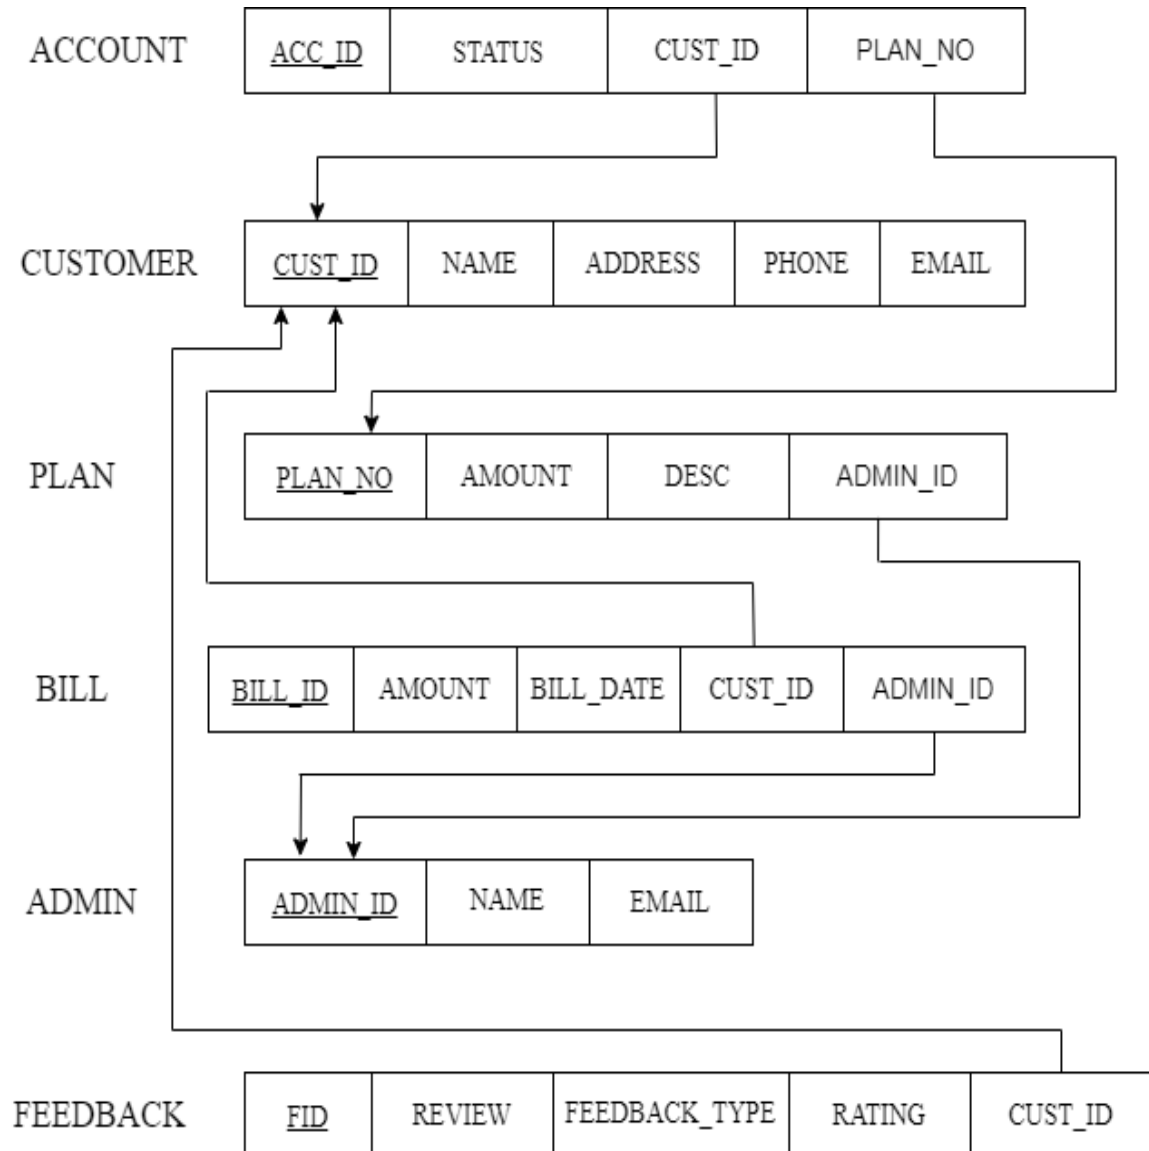 ACCOUNT ACC_ID STATUS CUST_ID PLAN_NO
CUSTOMER CUST_ID NAME ADDRESS PHONE EMAIL
PLAN PLAN_NO AMOUNT DESC ADMIN_ID
BILL BILL_ID AMOUNT BILL_DATE CUST_ID ADMIN_ID
ADMIN ADMIN_ID NAME EMAIL
FEEDBACK FID REVIEW FEEDBACK_TYPE RATING CUST_ID